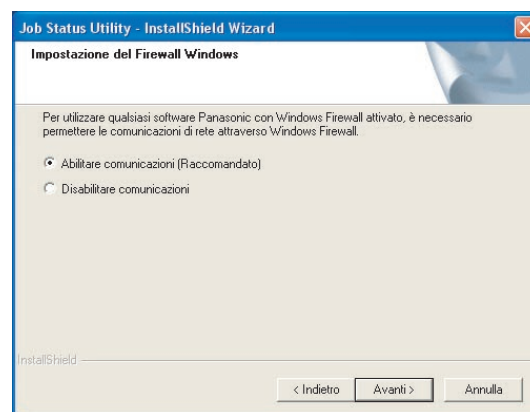 Job Status Utility - InstallShield Wizard
Impostazione del Firewall Windows
Per utilizzare qualsiasi software Panasonic con Windows Firewall attivato, è necessario
permettere le comunicazioni di rete attraverso Windows Firewall.
Abilitare comunicazioni (Raccomandato)
Disabilitare comunicazioni
InstallShield
< Indietro
Avanti >
Annulla